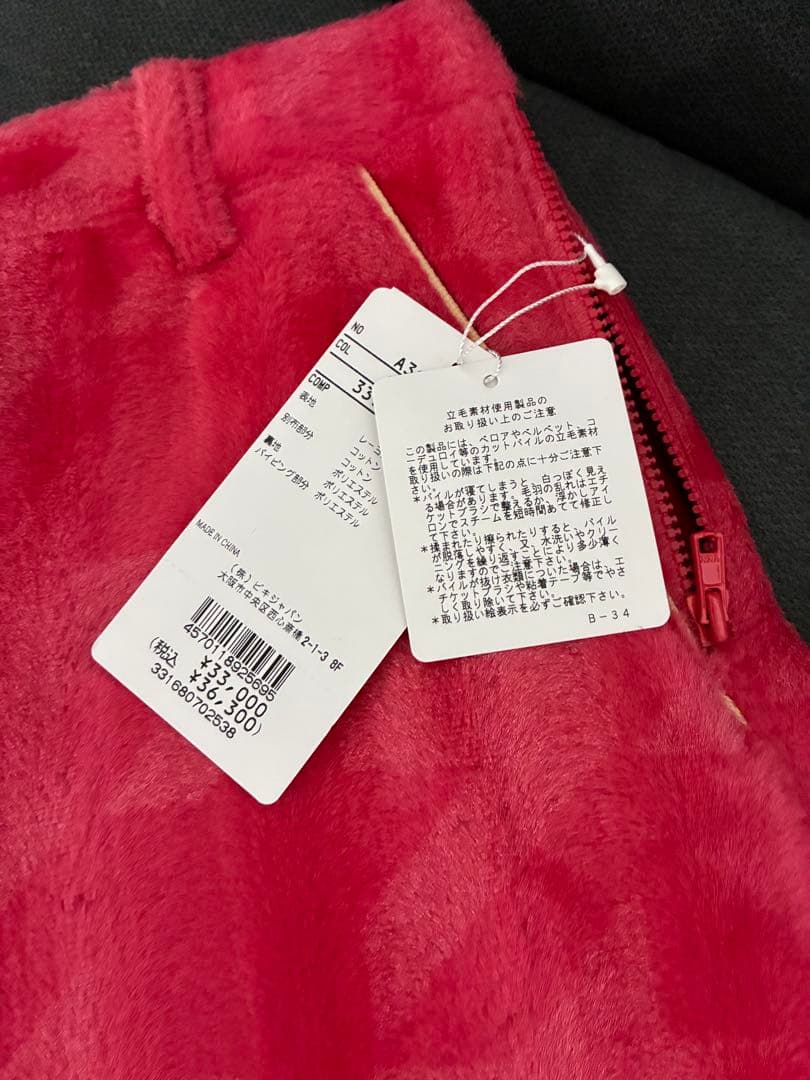 NO
A3
COL
33
COMP
表地
レーヨ
コットン
別布部分
コットン
ポリエステル
裏地
ポリエステル
パイピング部分
ポリエステル
MADE IN CHINA
(株) ビキジャパン
大阪市中央区西心斎橋2-1-3 8F
4570118925695
¥33,000
(税込 ¥36,300)
331680702538
立毛素材使用製品の
お取り扱い上のご注意
この製品には、ベロアやベルベット、コ
ーデュロイ等のカットパイルの立毛素材
を使用しています。
取り扱いの際は下記の点に十分ご注意下
さい。
*パイルが寝てしまうと、白っぽく見え
る場合があります。毛羽の乱れはエチ
ケットブラシで整えるか、浮かしアイ
ロンでスチームを短時間あてて修正し
て下さい。
*揉まれたり擦られたりすると、パイル
が脱落しやすく、又、水洗いやクリー
ニングを繰り返すことにより多少薄く
なりますのでご注意下さい。
*パイルが抜け衣類についた場合は、エ
チケットブラシや粘着テープ等でやさ
しく取り除いて下さい。
*取り扱い絵表示を必ずご確認下さい。
B-34